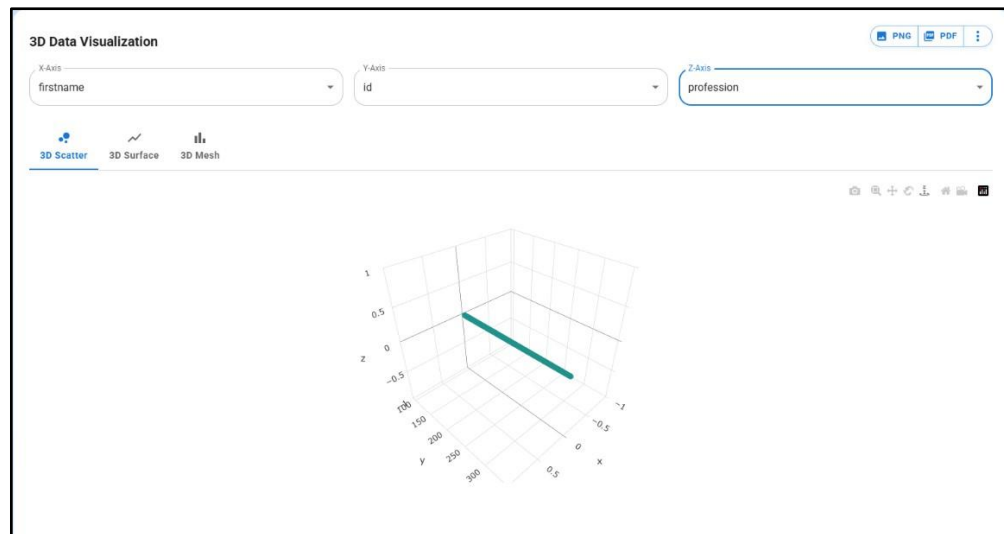 3D Data Visualization
PNG PDF
X-Axis
firstname
Y-Axis
id
Z-Axis
profession
3D Scatter 3D Surface 3D Mesh
1
0.5
0
−0.5
−1
z
100
150
200
250
300
y
−1
−0.5
0
0.5
x